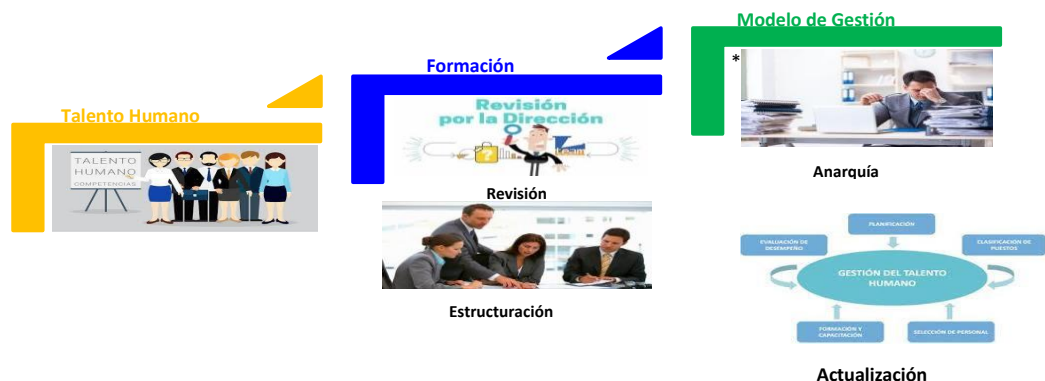 Talento Humano
TALENTO
HUMANO
COMPETENCIAS
Formación
Revisión
por la Dirección
?
team
Revisión
Estructuración
Modelo de Gestión
*
Anarquía
PLANIFICACIÓN
EVALUACIÓN DE
DESEMPEÑO
CLASIFICACIÓN DE
PUESTOS
GESTIÓN DEL TALENTO
HUMANO
FORMACIÓN Y
CAPACITACIÓN
SELECCIÓN DE PERSONAL
Actualización